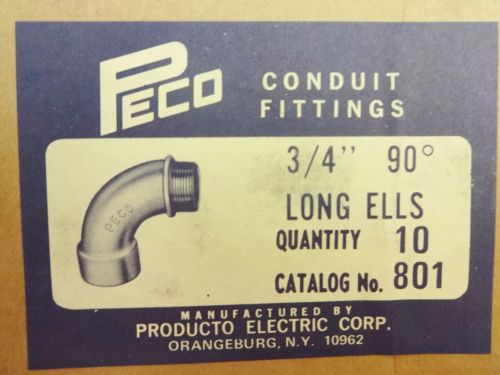 PECO
CONDUIT
FITTINGS
3/4" 90°
PECO
LONG ELLS
QUANTITY 10
CATALOG No. 801
MANUFACTURED BY
PRODUCTO ELECTRIC CORP.
ORANGEBURG, N.Y. 10962